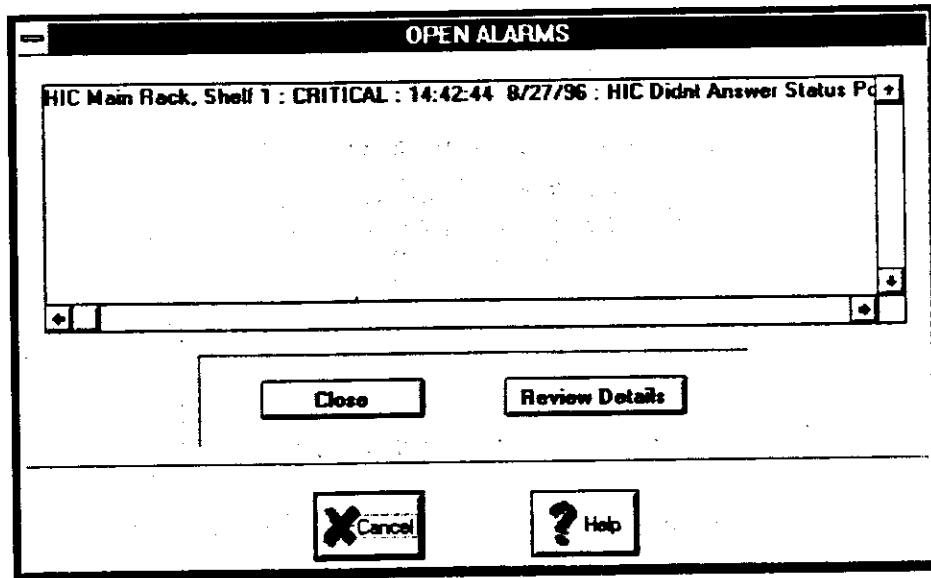 OPEN ALARMS
HIC Main Rack, Shelf 1 : CRITICAL : 14:42:44 8/27/96 : HIC Didnt Answer Status Po
Close
Review Details
Cancel
? Help